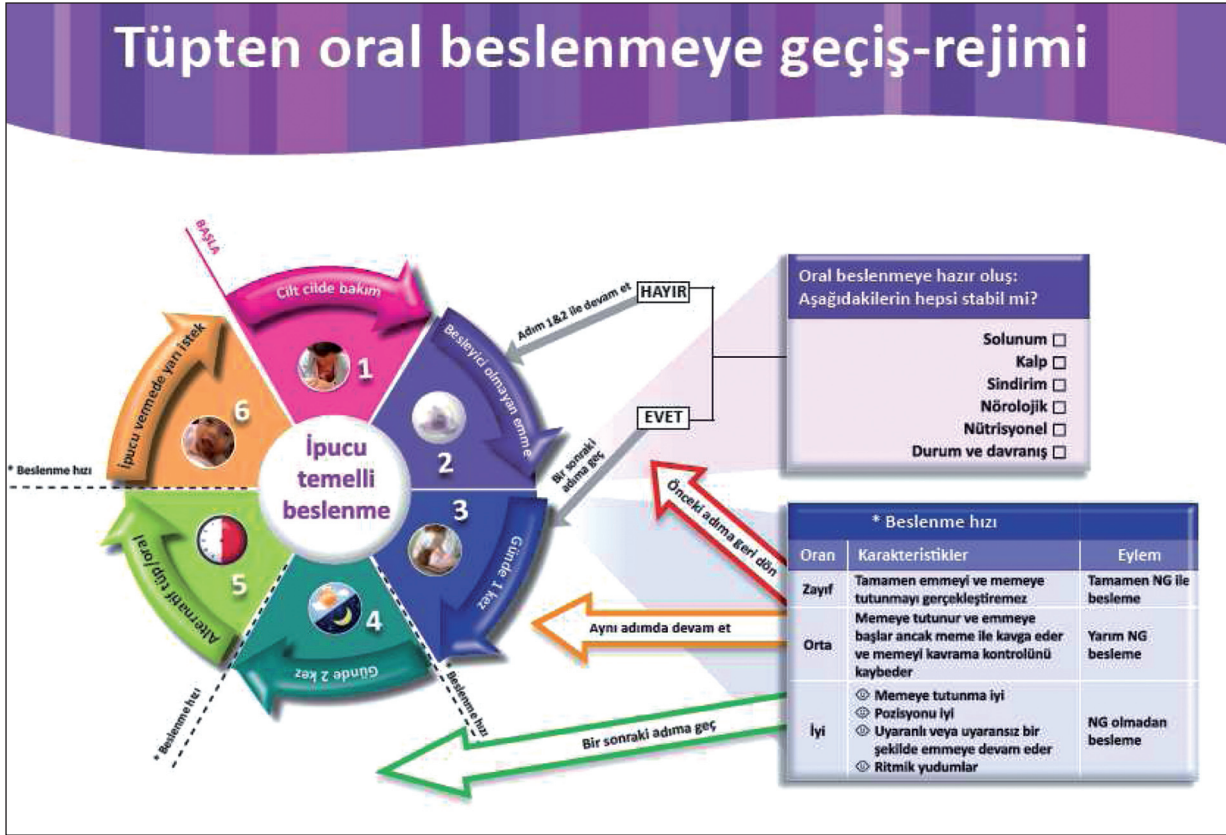 Tüpten oral beslenmeye geçiş-rejimi
BAŞLA
Cilt cilde bakım
1
Besleyici olmayan emme
2
3
Günde 1 kez
4
Günde 2 kez
5
Alternatif tüp/oral
6
İpucu vermede yarı istek
İpucu
temelli
beslenme
* Beslenme hızı
* Beslenme hızı
* Beslenme hızı
Adım 1&2 ile devam et
HAYIR
EVET
Bir sonraki
adıma geç
Oral beslenmeye hazır oluş:
Aşağıdakilerin hepsi stabil mi?
Solunum
Kalp
Sindirim
Nörolojik
Nütrisyonel
Durum ve davranış
Önceki adıma geri dön
Aynı adımda devam et
Bir sonraki adıma geç
* Beslenme hızı
Oran Karakteristikler Eylem
Zayıf
Tamamen emmeyi ve memeye
tutunmayı gerçekleştiremez
Tamamen NG ile
besleme
Orta
Memeye tutunur ve emmeye
başlar ancak meme ile kavga eder
ve memeyi kavrama kontrolünü
kaybeder
Yarım NG
besleme
İyi
Memeye tutunma iyi
Pozisyonu iyi
Uyaranlı veya uyaransız bir
şekilde emmeye devam eder
Ritmik yudumlar
NG olmadan
besleme